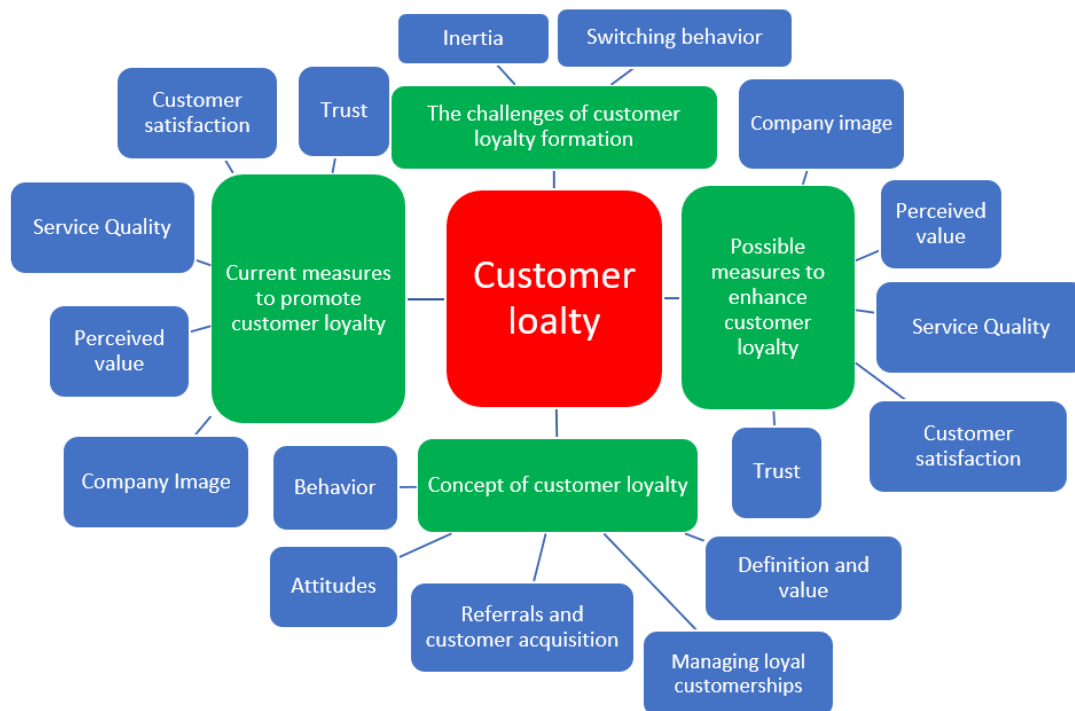 Inertia
Switching behavior
Customer
satisfaction
Trust
The challenges of customer
loyalty formation
Company image
Service Quality
Current measures
to promote
customer loyalty
Customer
loalty
Possible
measures to
enhance
customer
loyalty
Perceived
value
Perceived
value
Service Quality
Company Image
Behavior
Concept of customer loyalty
Trust
Customer
satisfaction
Attitudes
Referrals and
customer acquisition
Definition and
value
Managing loyal
customerships